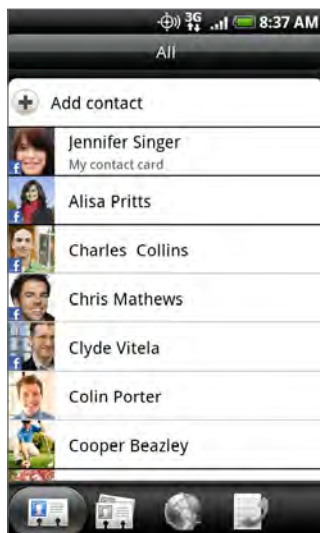 3G 8:37 AM
All
Add contact
Jennifer Singer
My contact card
Alisa Pritts
Charles Collins
Chris Mathews
Clyde Vitela
Colin Porter
Cooper Beazley